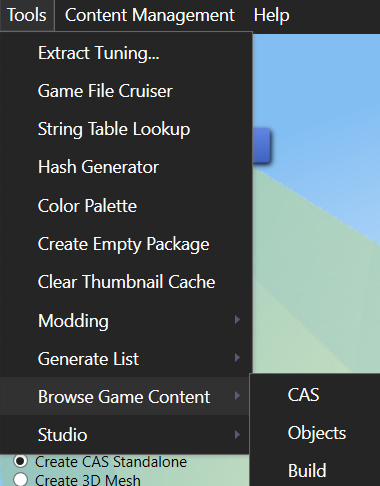 Tools Content Management Help
Extract Tuning...
Game File Cruiser
String Table Lookup
Hash Generator
Color Palette
Create Empty Package
Clear Thumbnail Cache
Modding
Generate List
Browse Game Content
CAS
Studio
Objects
Create CAS Standalone
Build
Create 3D Mesh